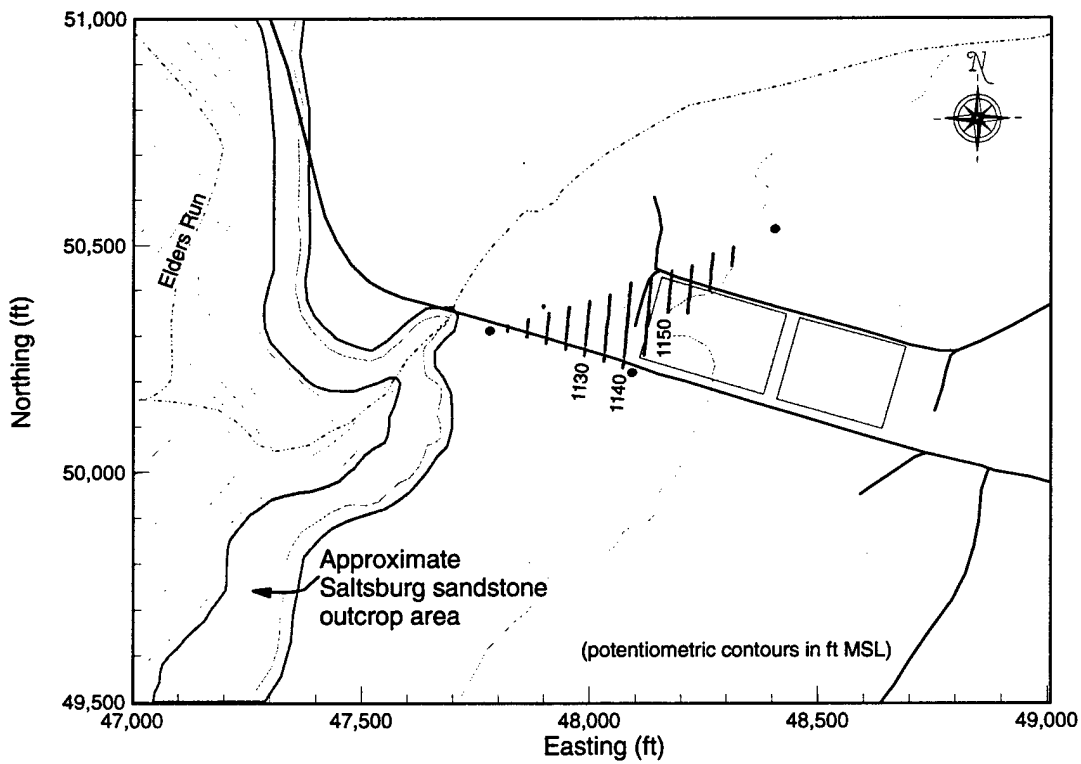 51,000
N
Elders Run
50,500
1150
1130
1140
Northing (ft)
50,000
Approximate
Saltsburg sandstone
outcrop area
(potentiometric contours in ft MSL)
49,500
47,000
47,500
48,000
48,500
49,000
Easting (ft)